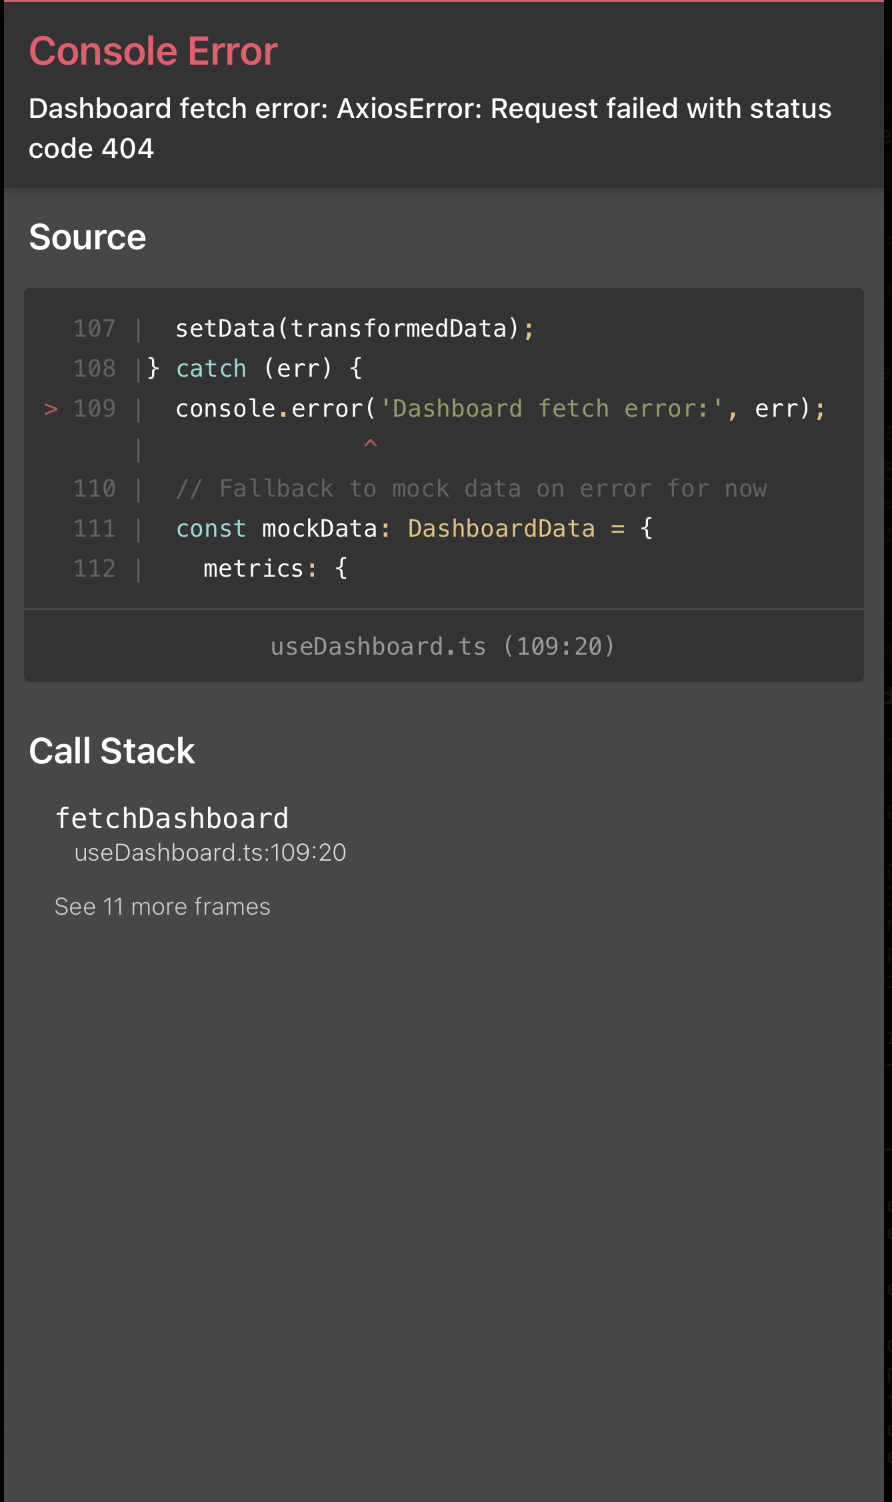 Console Error
Dashboard fetch error: AxiosError: Request failed with status
code 404
Source
107 |  setData(transformedData);
108 |} catch (err) {
> 109 |  console.error('Dashboard fetch error:', err);
|               ^
110 |  // Fallback to mock data on error for now
111 |  const mockData: DashboardData = {
112 |    metrics: {
useDashboard.ts (109:20)
Call Stack
fetchDashboard
useDashboard.ts:109:20
See 11 more frames